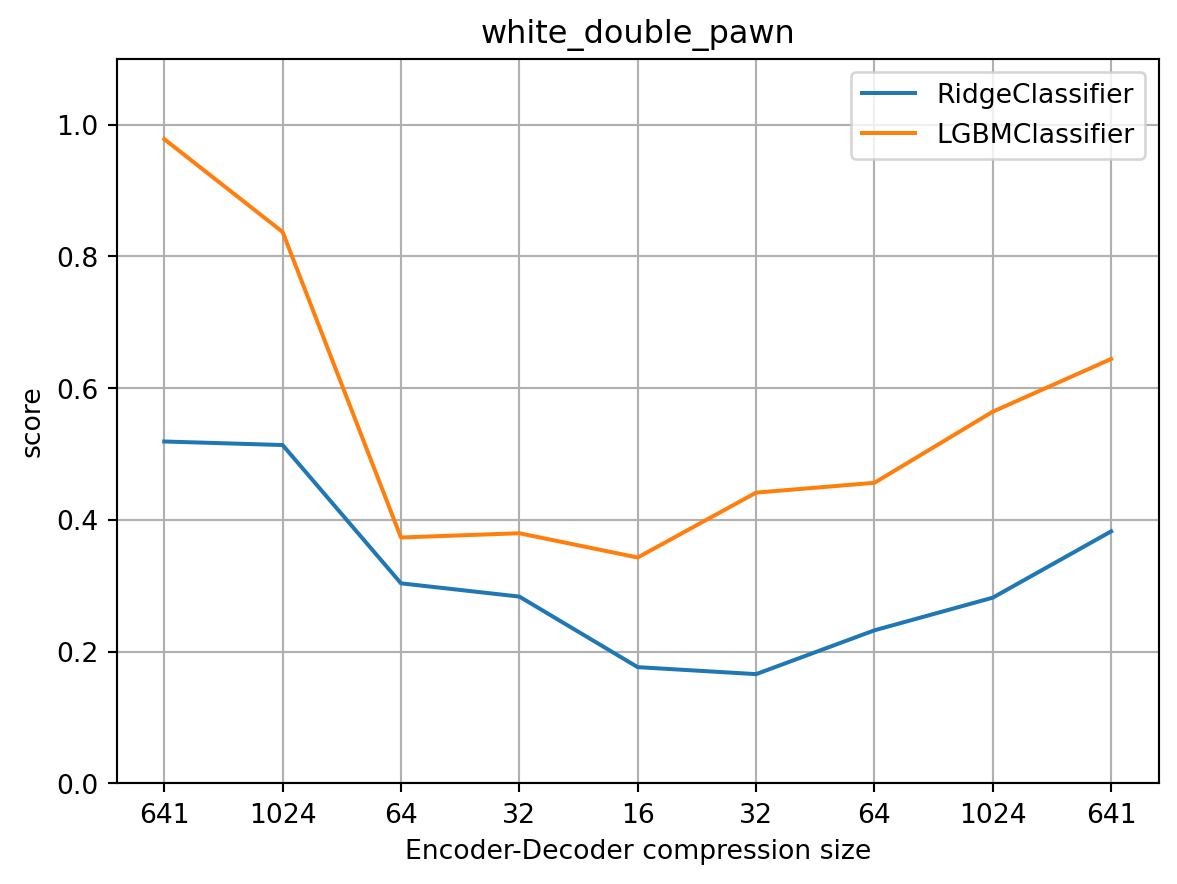 white_double_pawn
RidgeClassifier
LGBMClassifier
score
1.0
0.8
0.6
0.4
0.2
0.0
641 1024 64 32 16 32 64 1024 641
Encoder-Decoder compression size